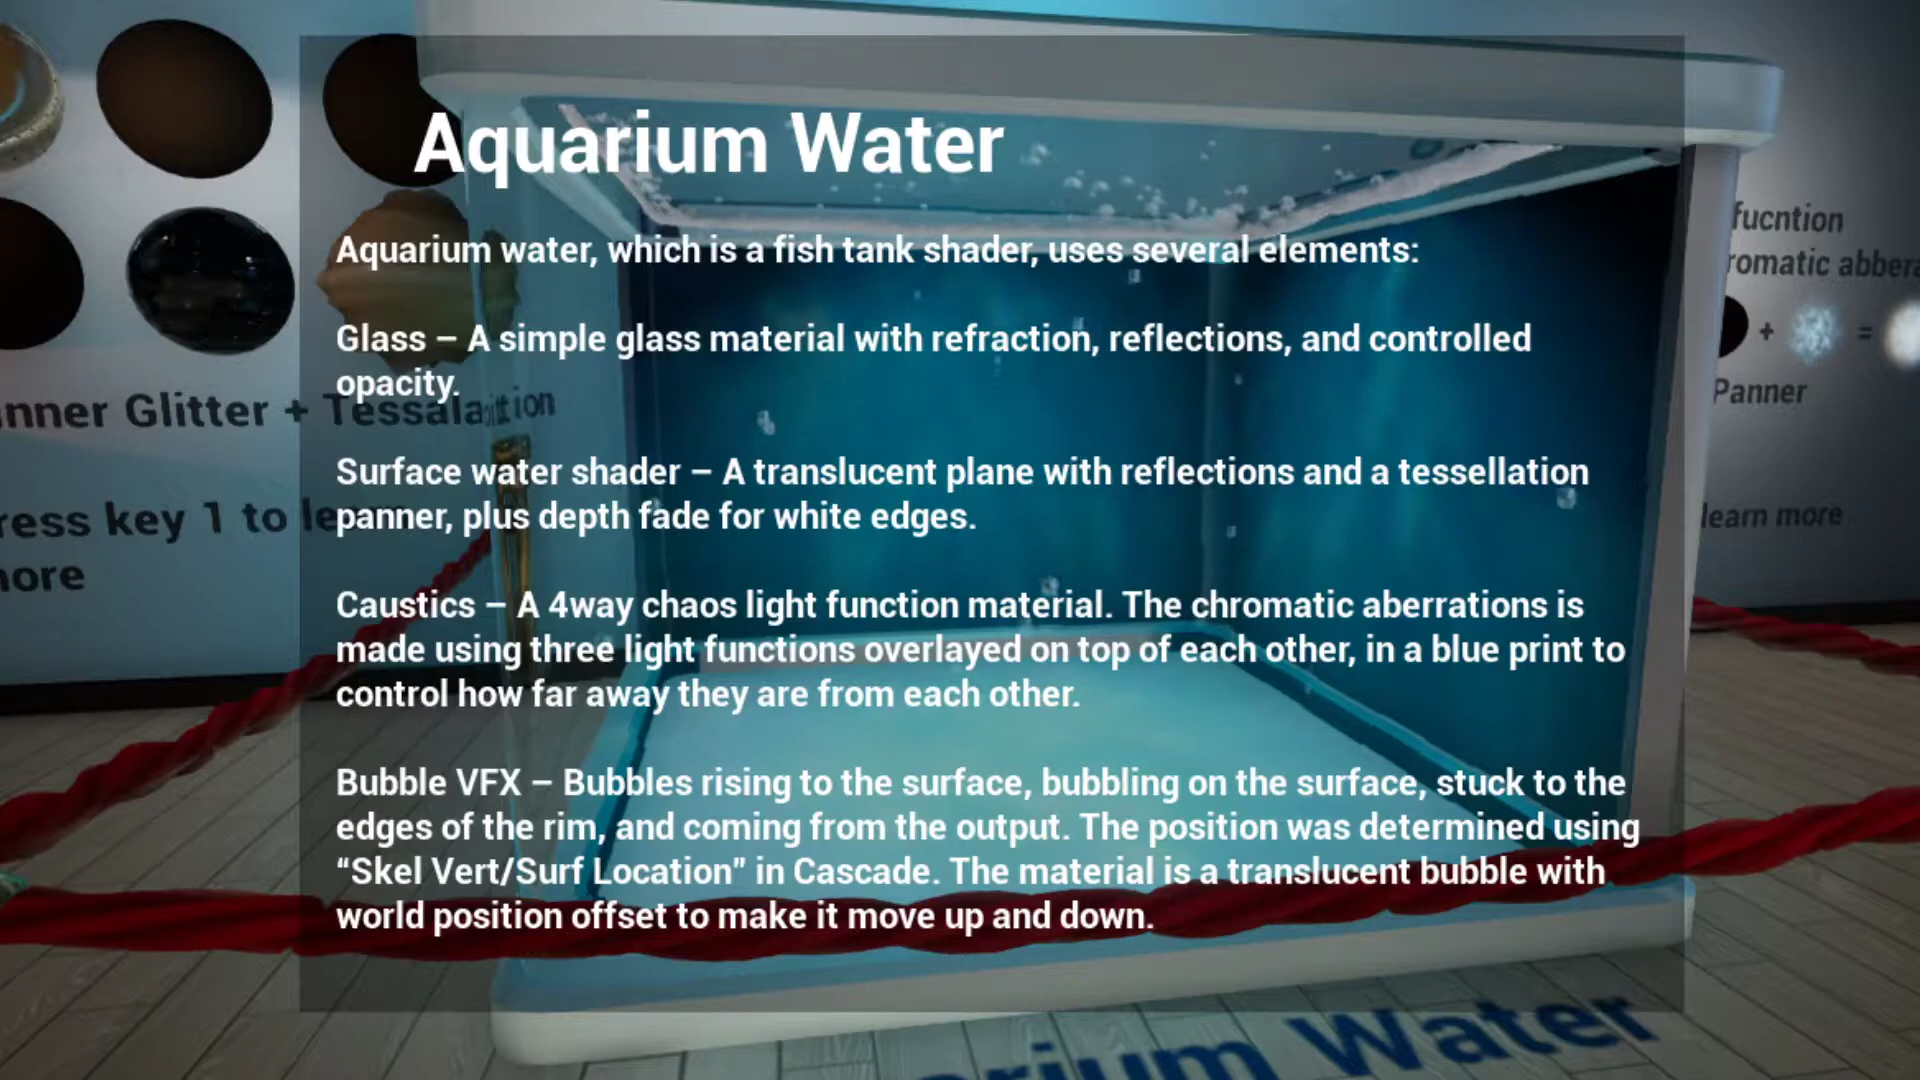 Aquarium Water
Aquarium water, which is a fish tank shader, uses several elements:
Glass – A simple glass material with refraction, reflections, and controlled
opacity.
Surface water shader – A translucent plane with reflections and a tessellation
panner, plus depth fade for white edges.
Caustics – A 4way chaos light function material. The chromatic aberrations is
made using three light functions overlayed on top of each other, in a blue print to
control how far away they are from each other.
Bubble VFX – Bubbles rising to the surface, bubbling on the surface, stuck to the
edges of the rim, and coming from the output. The position was determined using
“Skel Vert/Surf Location” in Cascade. The material is a translucent bubble with
world position offset to make it move up and down.
nner Glitter +
ress key 1 to
ore
fucntion
romatic abbera
+ =
Panner
learn more
arium Water